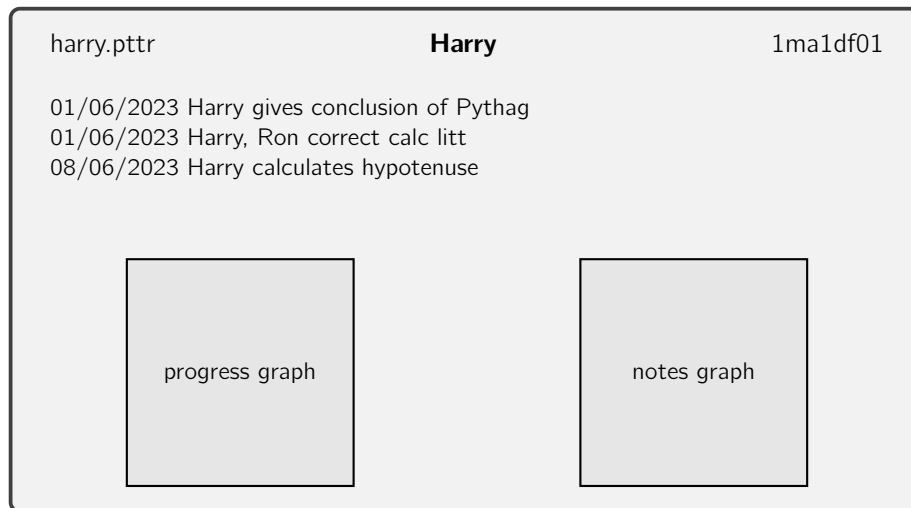 harry.pttr Harry 1ma1df01
01/06/2023 Harry gives conclusion of Pythag
01/06/2023 Harry, Ron correct calc litt
08/06/2023 Harry calculates hypotenuse
progress graph notes graph